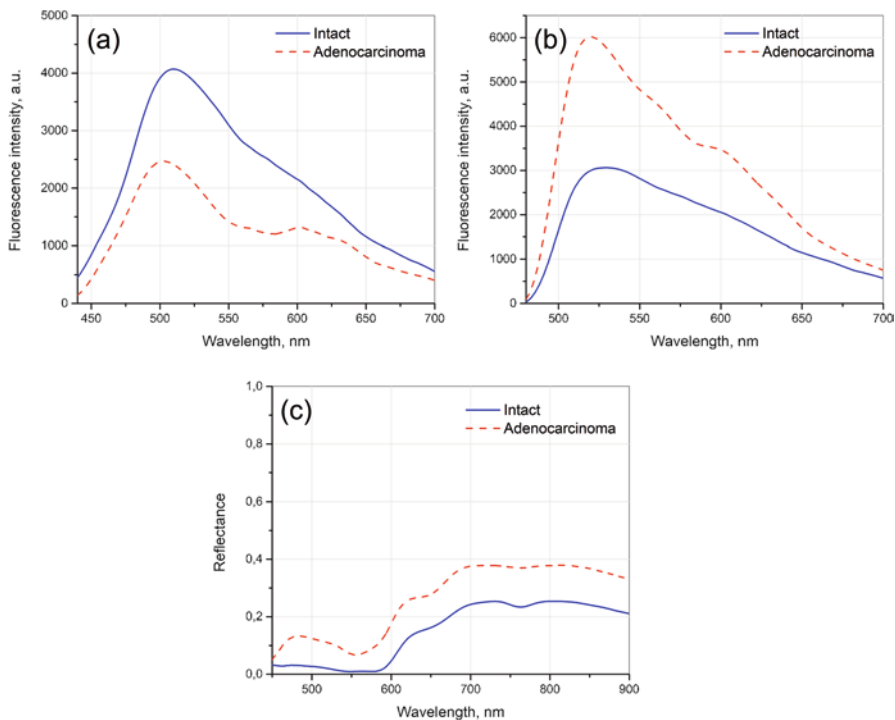 (a)
Intact
Adenocarcinoma
Fluorescence intensity, a.u.
5000
4000
3000
2000
1000
0
450 500 550 600 650 700
Wavelength, nm
(b)
Intact
Adenocarcinoma
Fluorescence intensity, a.u.
6000
5000
4000
3000
2000
1000
0
500 550 600 650 700
Wavelength, nm
(c)
Intact
Adenocarcinoma
Reflectance
1,0
0,8
0,6
0,4
0,2
0,0
500 600 700 800 900
Wavelength, nm